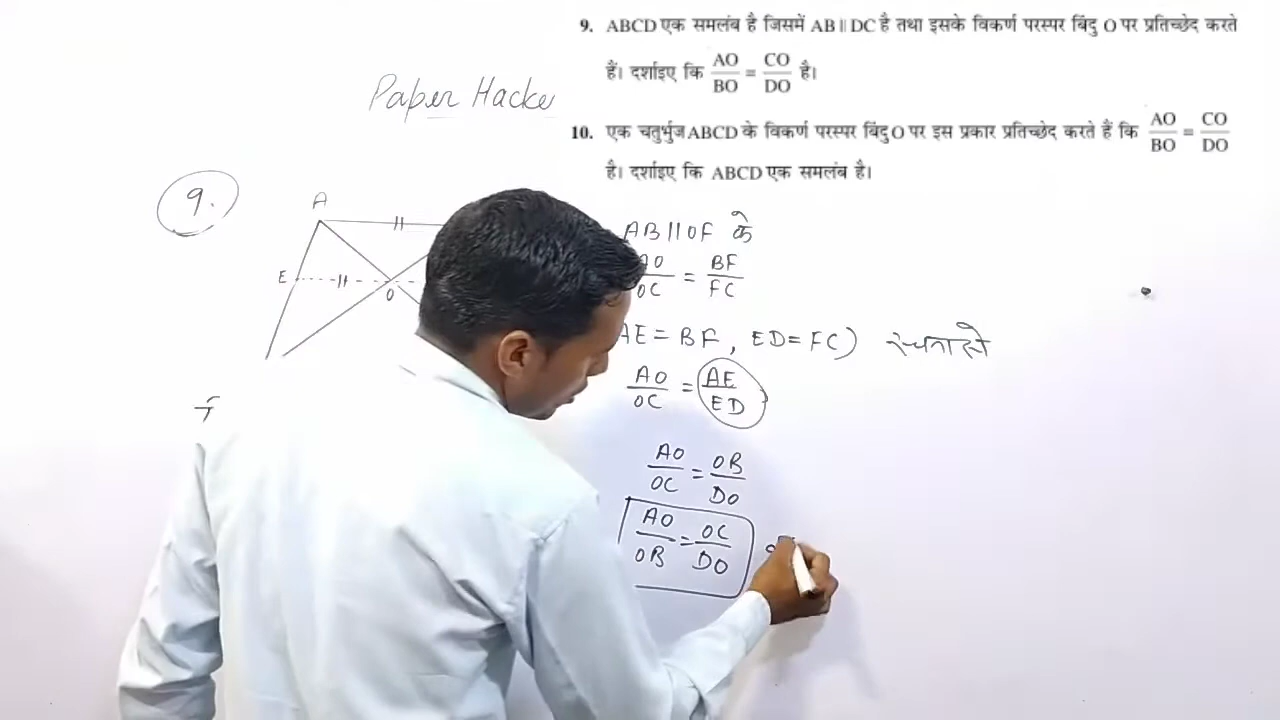 9. ABCD एक समलंब है जिसमें AB || DC है तथा इसके विकर्ण परस्पर बिंदु O पर प्रतिच्छेद करते
हैं। दर्शाइए कि AO/BO = CO/DO है।
10. एक चतुर्भुज ABCD के विकर्ण परस्पर बिंदु O पर इस प्रकार प्रतिच्छेद करते हैं कि AO/BO = CO/DO
है। दर्शाइए कि ABCD एक समलंब है।
Paper Hacke
9.
A
E
O
AB || OF के
AO/OC = BF/FC
AE = BF, ED = FC) रचना से
AO/OC = AE/ED
AO/OC = OB/DO
AO/OB = OC/DO